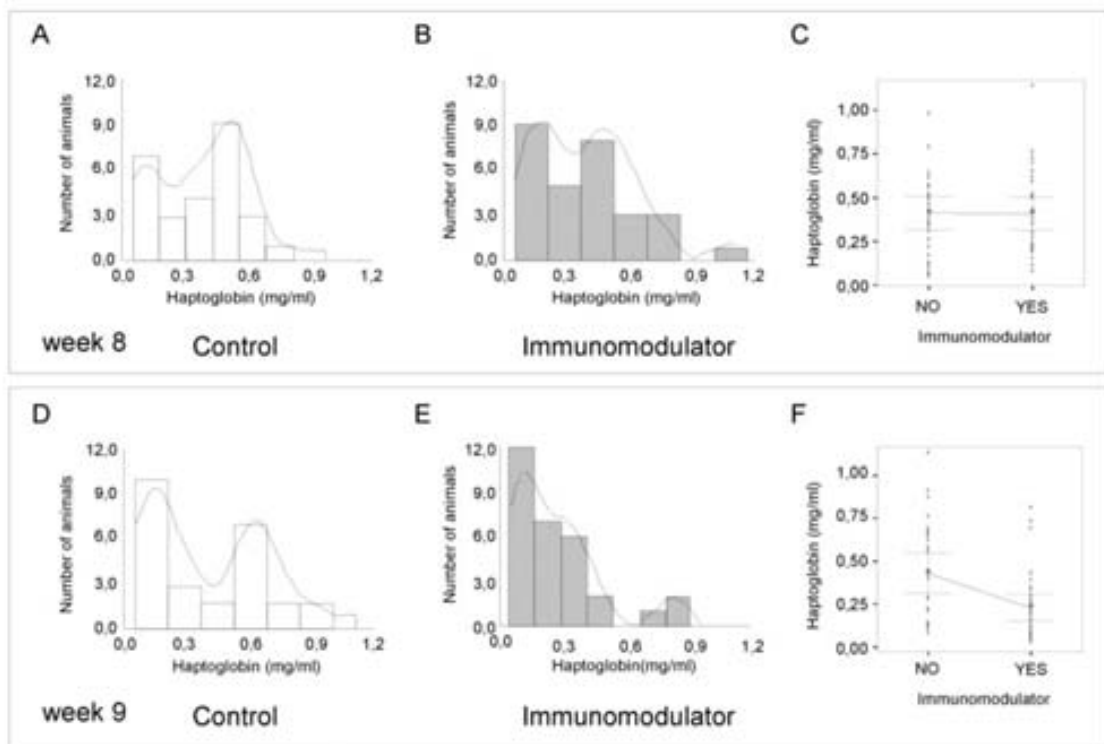 A
Number of animals
12,0
9,0
6,0
3,0
0,0
0,0 0,3 0,6 0,9 1,2
Haptoglobin (mg/ml)
week 8
Control
B
Number of animals
12,0
9,0
6,0
3,0
0,0
0,0 0,3 0,6 0,9 1,2
Haptoglobin (mg/ml)
Immunomodulator
C
Haptoglobin (mg/ml)
1,00
0,75
0,50
0,25
0,00
NO YES
Immunomodulator
D
Number of animals
12,0
9,0
6,0
3,0
0,0
0,0 0,3 0,6 0,9 1,2
Haptoglobin (mg/ml)
week 9
Control
E
Number of animals
12,0
9,0
6,0
3,0
0,0
0,0 0,3 0,6 0,9 1,2
Haptoglobin(mg/ml)
Immunomodulator
F
Haptoglobin (mg/ml)
1,00
0,75
0,50
0,25
0,00
NO YES
Immunomodulator